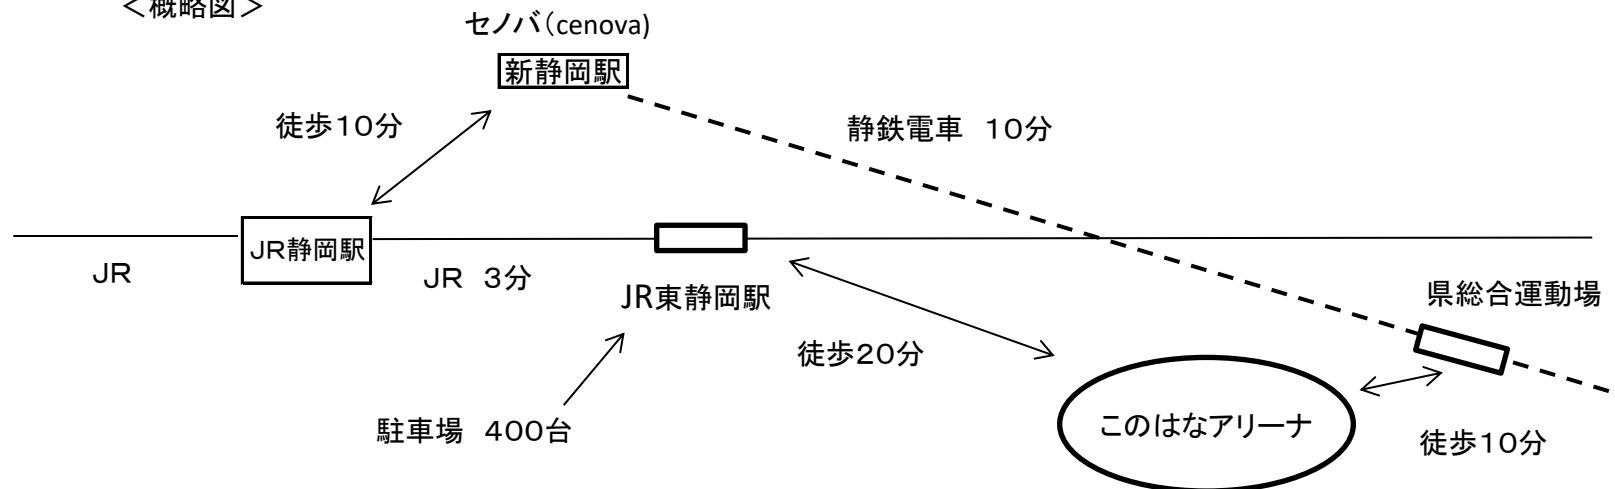 ＜概略図＞
セノバ（cenova)
新静岡駅
徒歩１０分
静鉄電車　１０分
ＪＲ静岡駅
ＪＲ
ＪＲ　３分
JR東静岡駅
県総合運動場
徒歩２０分
駐車場　４００台
このはなアリーナ
徒歩１０分